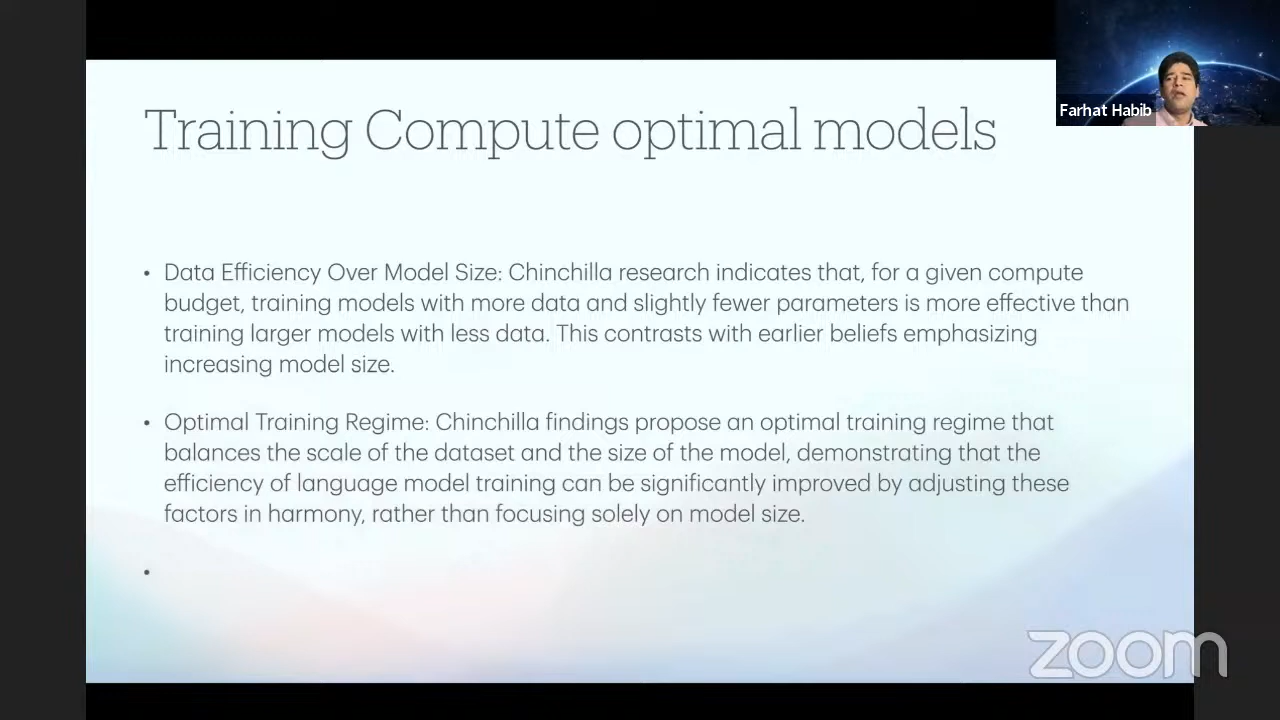 Farhat Habib
Training Compute optimal models
• Data Efficiency Over Model Size: Chinchilla research indicates that, for a given compute
budget, training models with more data and slightly fewer parameters is more effective than
training larger models with less data. This contrasts with earlier beliefs emphasizing
increasing model size.
• Optimal Training Regime: Chinchilla findings propose an optimal training regime that
balances the scale of the dataset and the size of the model, demonstrating that the
efficiency of language model training can be significantly improved by adjusting these
factors in harmony, rather than focusing solely on model size.
•
zoom